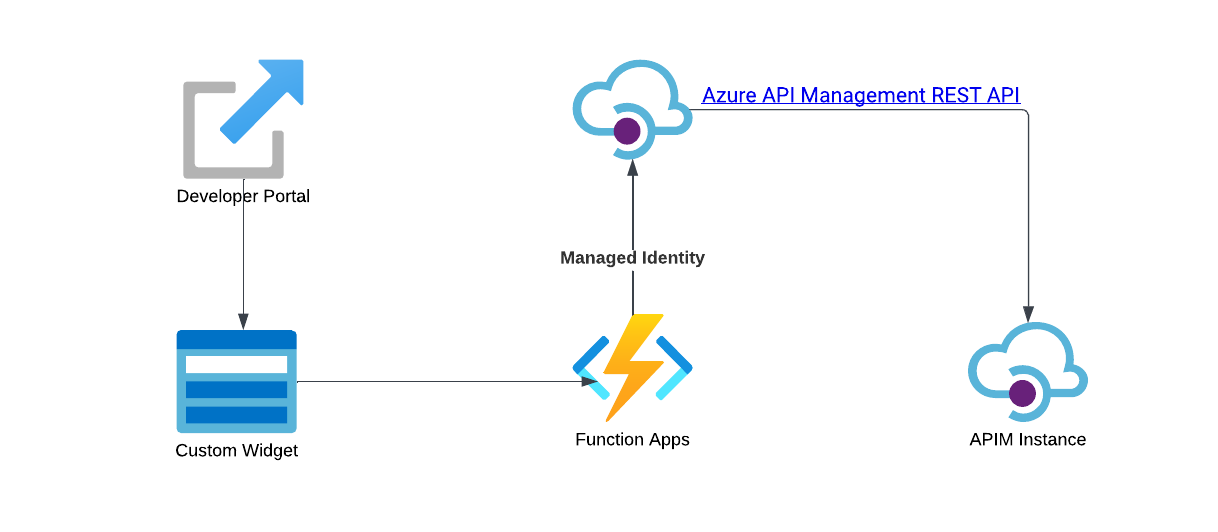 Azure API Management REST API
Developer Portal
Managed Identity
Custom Widget
Function Apps
APIM Instance